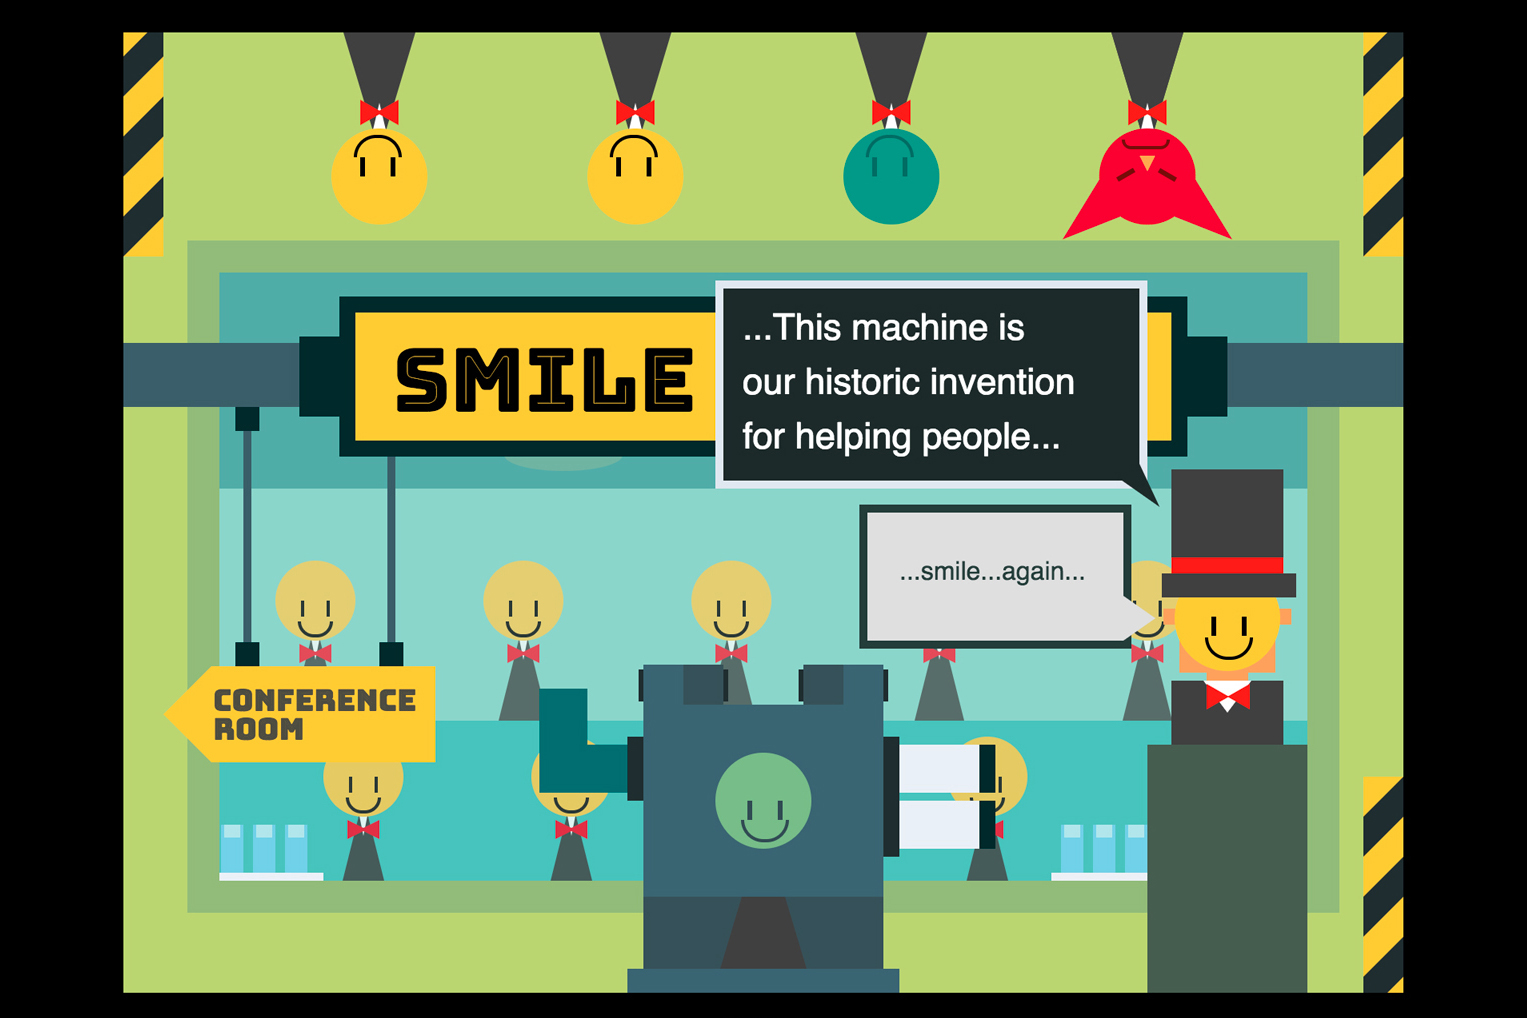 SMILE
...This machine is
our historic invention
for helping people...
...smile...again...
CONFERENCE
ROOM